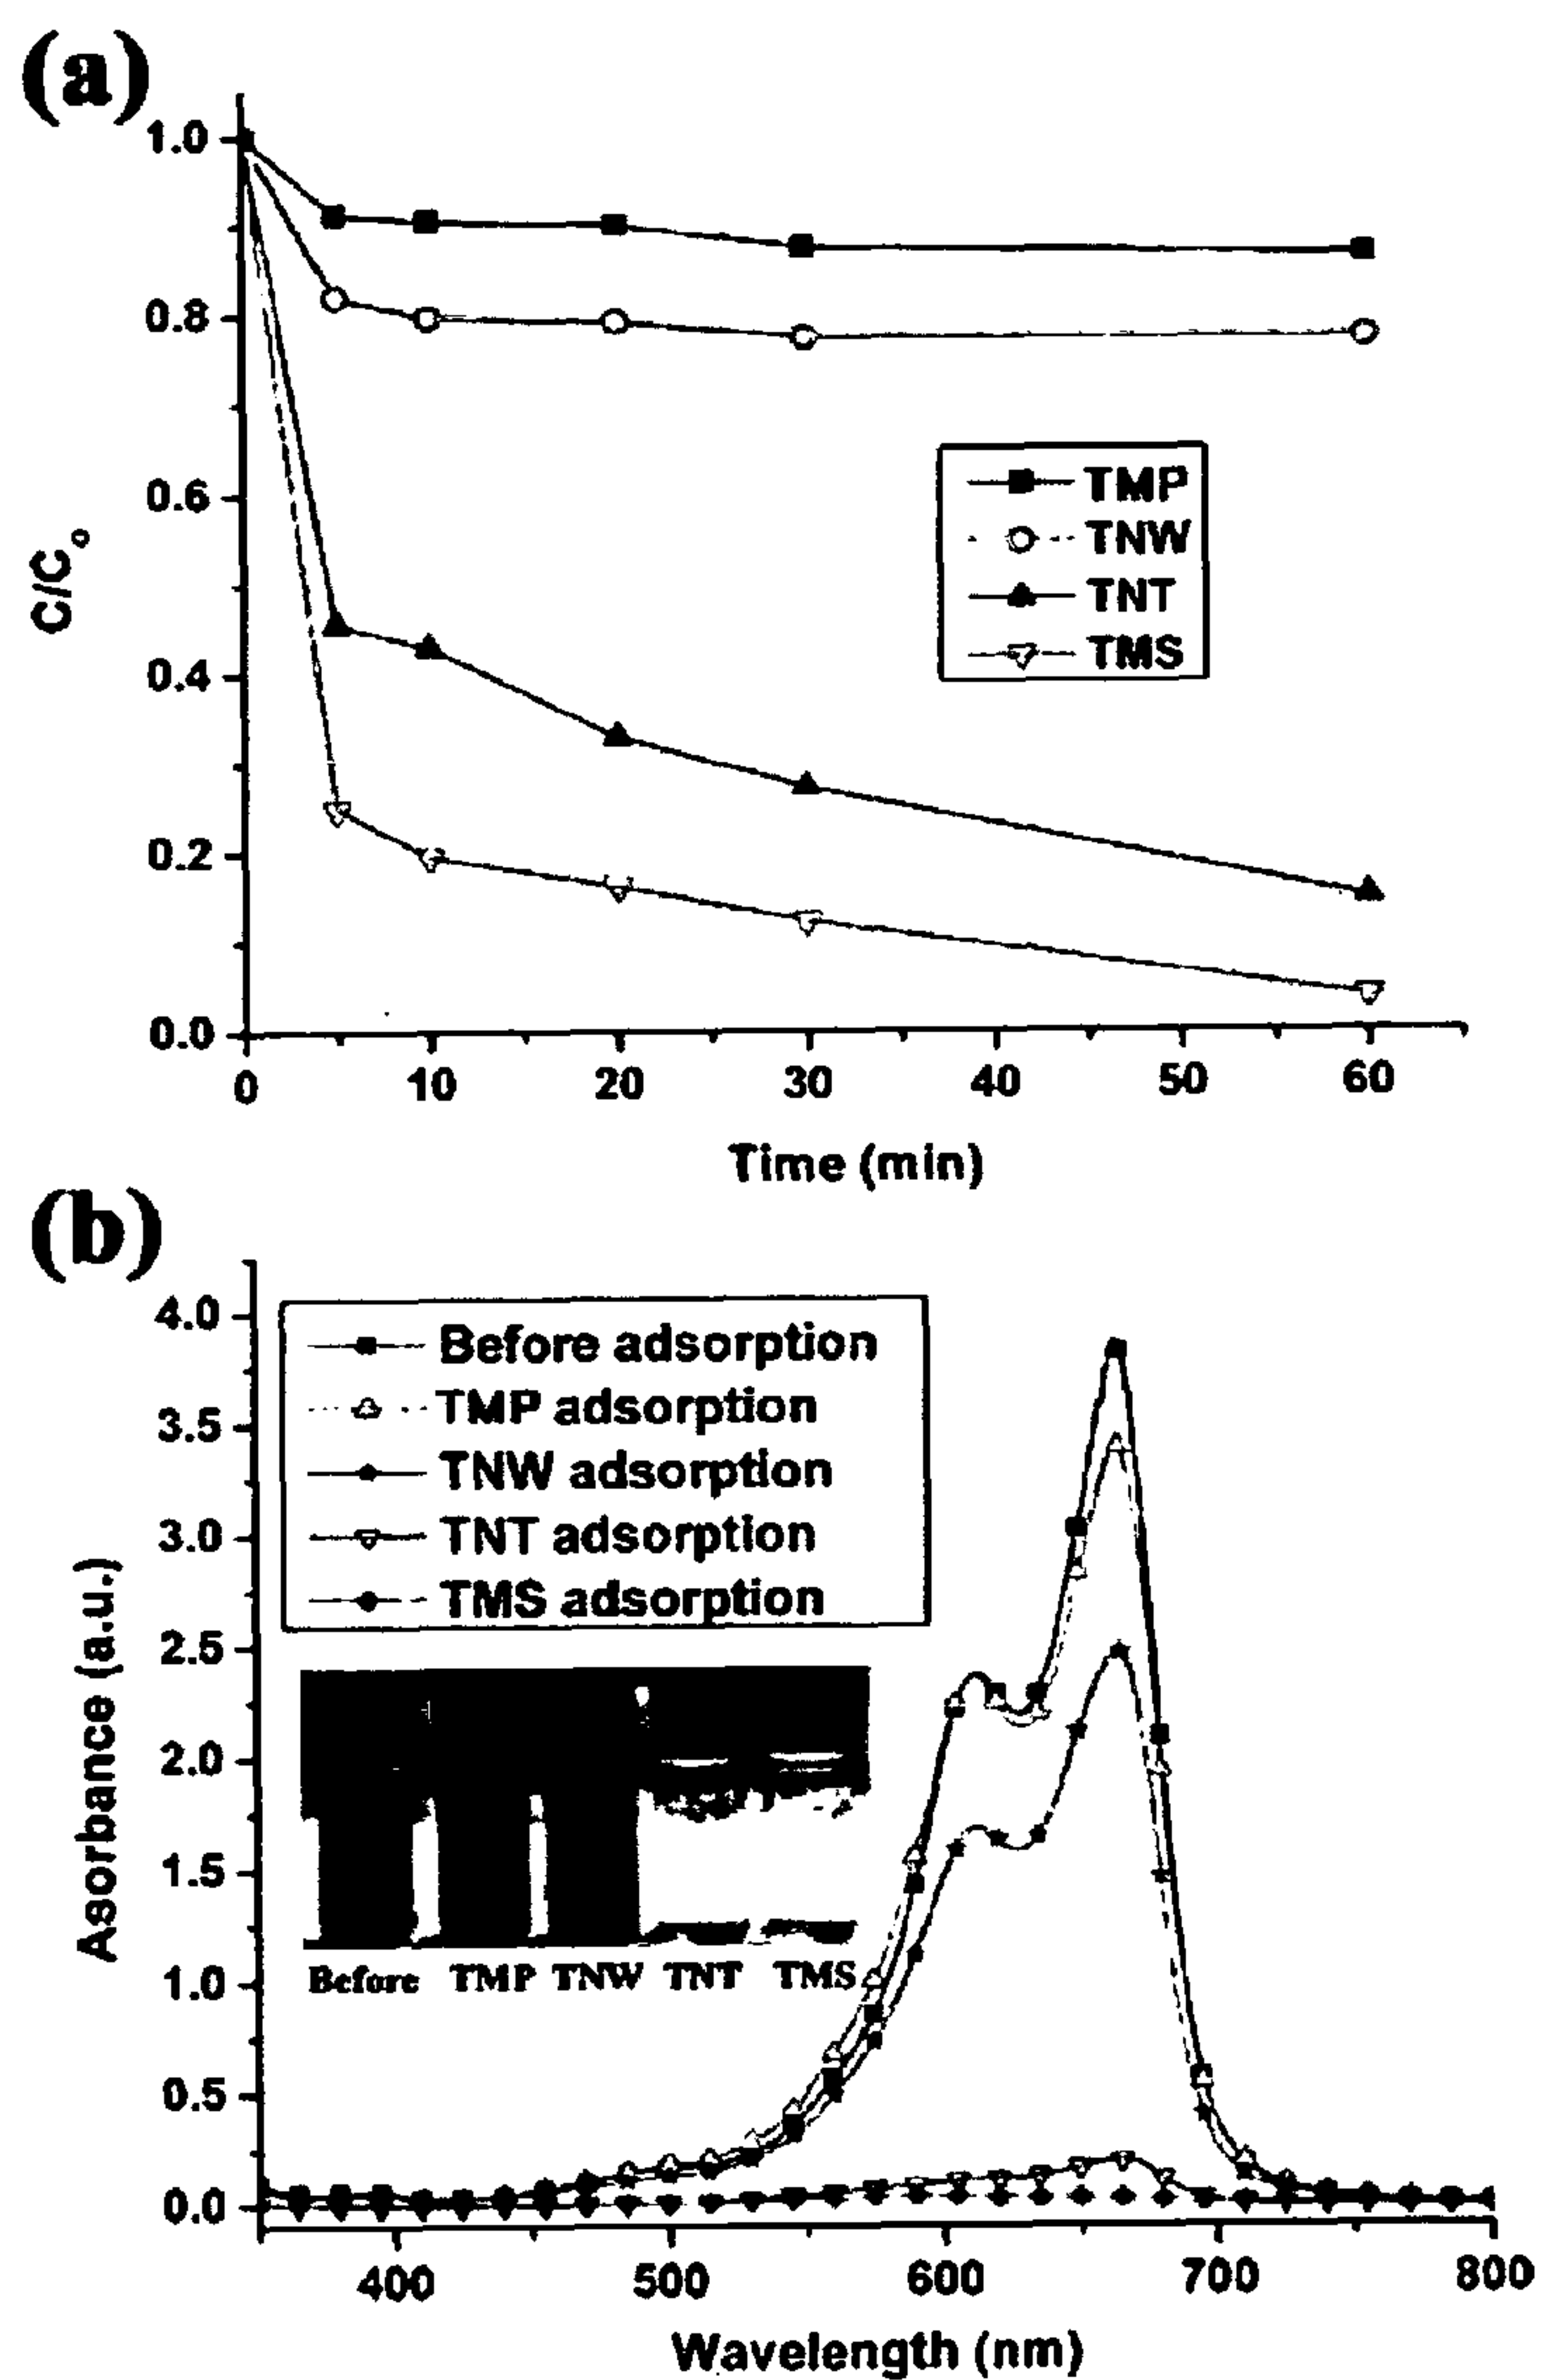 (a)
1.0
0.8
0.6
0.4
0.2
0.0
C/C₀
TMP
TNW
TNT
TMS
0 10 20 30 40 50 60
Time (min)
(b)
4.0
3.5
3.0
2.5
2.0
1.5
1.0
0.5
0.0
Asorbance (a.u.)
Before adsorption
TMP adsorption
TNW adsorption
TNT adsorption
TMS adsorption
Before TMP TNW TNT TMS
400 500 600 700 800
Wavelength (nm)